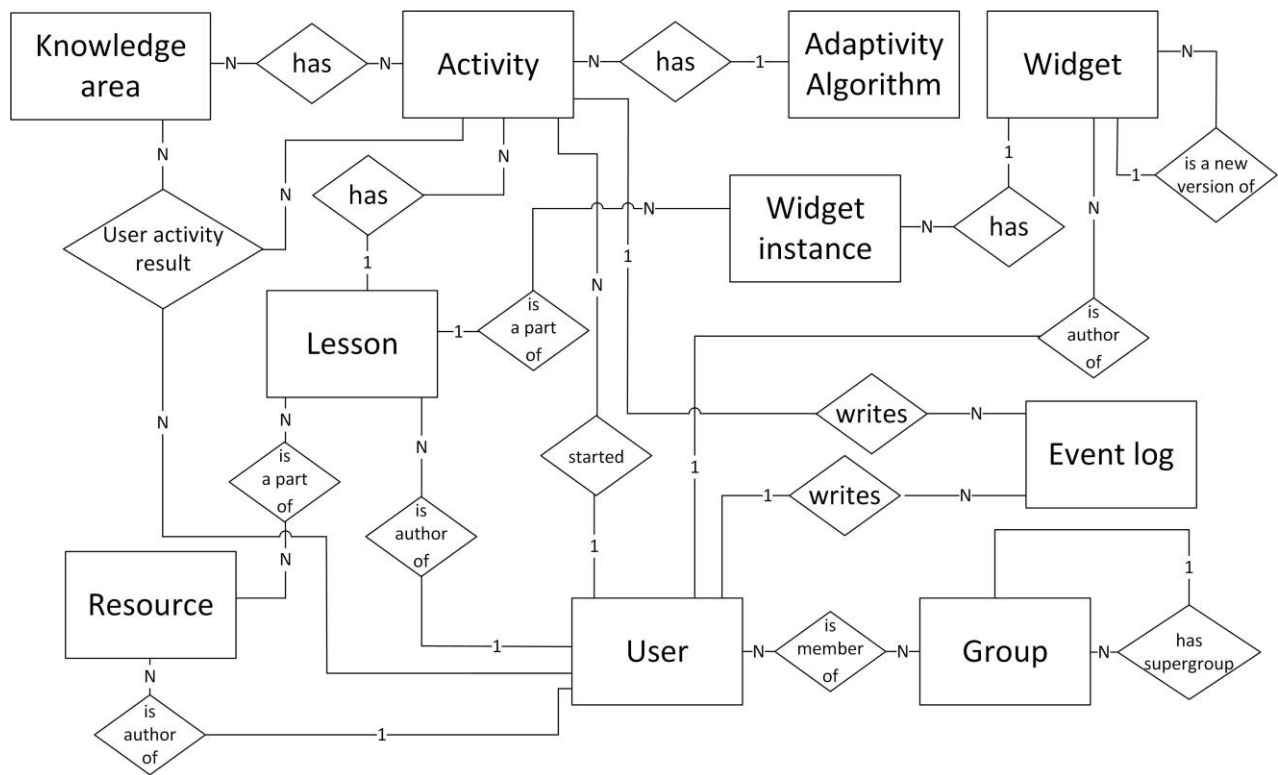 Knowledge
area
N
has
N
Activity
N
has
1
Adaptivity
Algorithm
Widget
N
is a new
version of
1
N
User activity
result
N
has
N
1
N
Widget
instance
N
has
1
N
1
N
is
a part
of
1
Lesson
N
is
author
of
N
writes
N
Event log
N
is
a part
of
N
N
is
author
of
started
1
1
writes
N
1
1
Resource
N
is
author
of
1
1
User
N
is
member
of
N
Group
N
has
supergroup
1